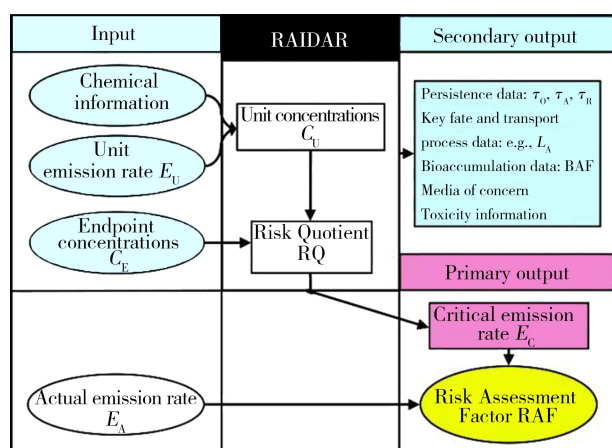 Input
RAIDAR
Secondary output
Chemical
information
Unit
emission rate E_U
Endpoint
concentrations
C_E
Unit concentrations
C_U
Risk Quotient
RQ
Persistence data: τ_O, τ_A, τ_R
Key fate and transport
process data: e.g., L_A
Bioaccumulation data: BAF
Media of concern
Toxicity information
Primary output
Critical emission
rate E_C
Actual emission rate
E_A
Risk Assessment
Factor RAF